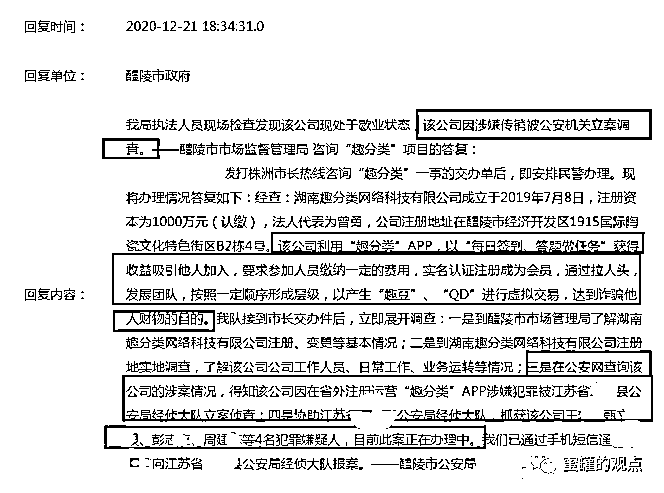 回复时间： 2020-12-21 18:34:31.0
回复单位： 醴陵市政府
我局执法人员现场检查发现该公司现处于歇业状态，该公司因涉嫌传销被公安机关立案调
查。——醴陵市市场监督管理局 咨询“趣分类”项目的答复：
发打株洲市长热线咨询“趣分类”一事的交办单后，即安排民警办理。现
将办理情况答复如下：经查：湖南趣分类网络科技有限公司成立于2019年7月8日，注册资
本为1000万元（认缴），法人代表为曾勇，公司注册地址在醴陵市经济开发区1915国际陶
瓷文化特色街区B2栋4号。该公司利用“趣分类”APP，以“每日签到、答题做任务”获得
收益吸引他人加入，要求参加人员缴纳一定的费用，实名认证注册成为会员，通过拉人头，
回复内容： 发展团队，按照一定顺序形成层级，以产生“趣豆”、“QD”进行虚拟交易，达到诈骗他
人财物的目的。我队接到市长交办件后，立即展开调查：一是到醴陵市市场管理局了解湖南
趣分类网络科技有限公司注册、变更等基本情况；二是到湖南趣分类网络科技有限公司注册
地实地调查，了解该公司公司工作人员、日常工作、业务运转等情况；三是在公安网查询该
公司的涉案情况，得知该公司因在省外注册运营“趣分类”APP涉嫌犯罪被江苏省 县公
安局经侦大队立案侦查；四是协助江苏 公安局经侦大队，抓获该公司王
、彭 、周 等4名犯罪嫌疑人，目前此案正在办理中。我们已通过手机短信
向江苏省 县公安局经侦大队报案。——醴陵市公安局
蜜罐的观点